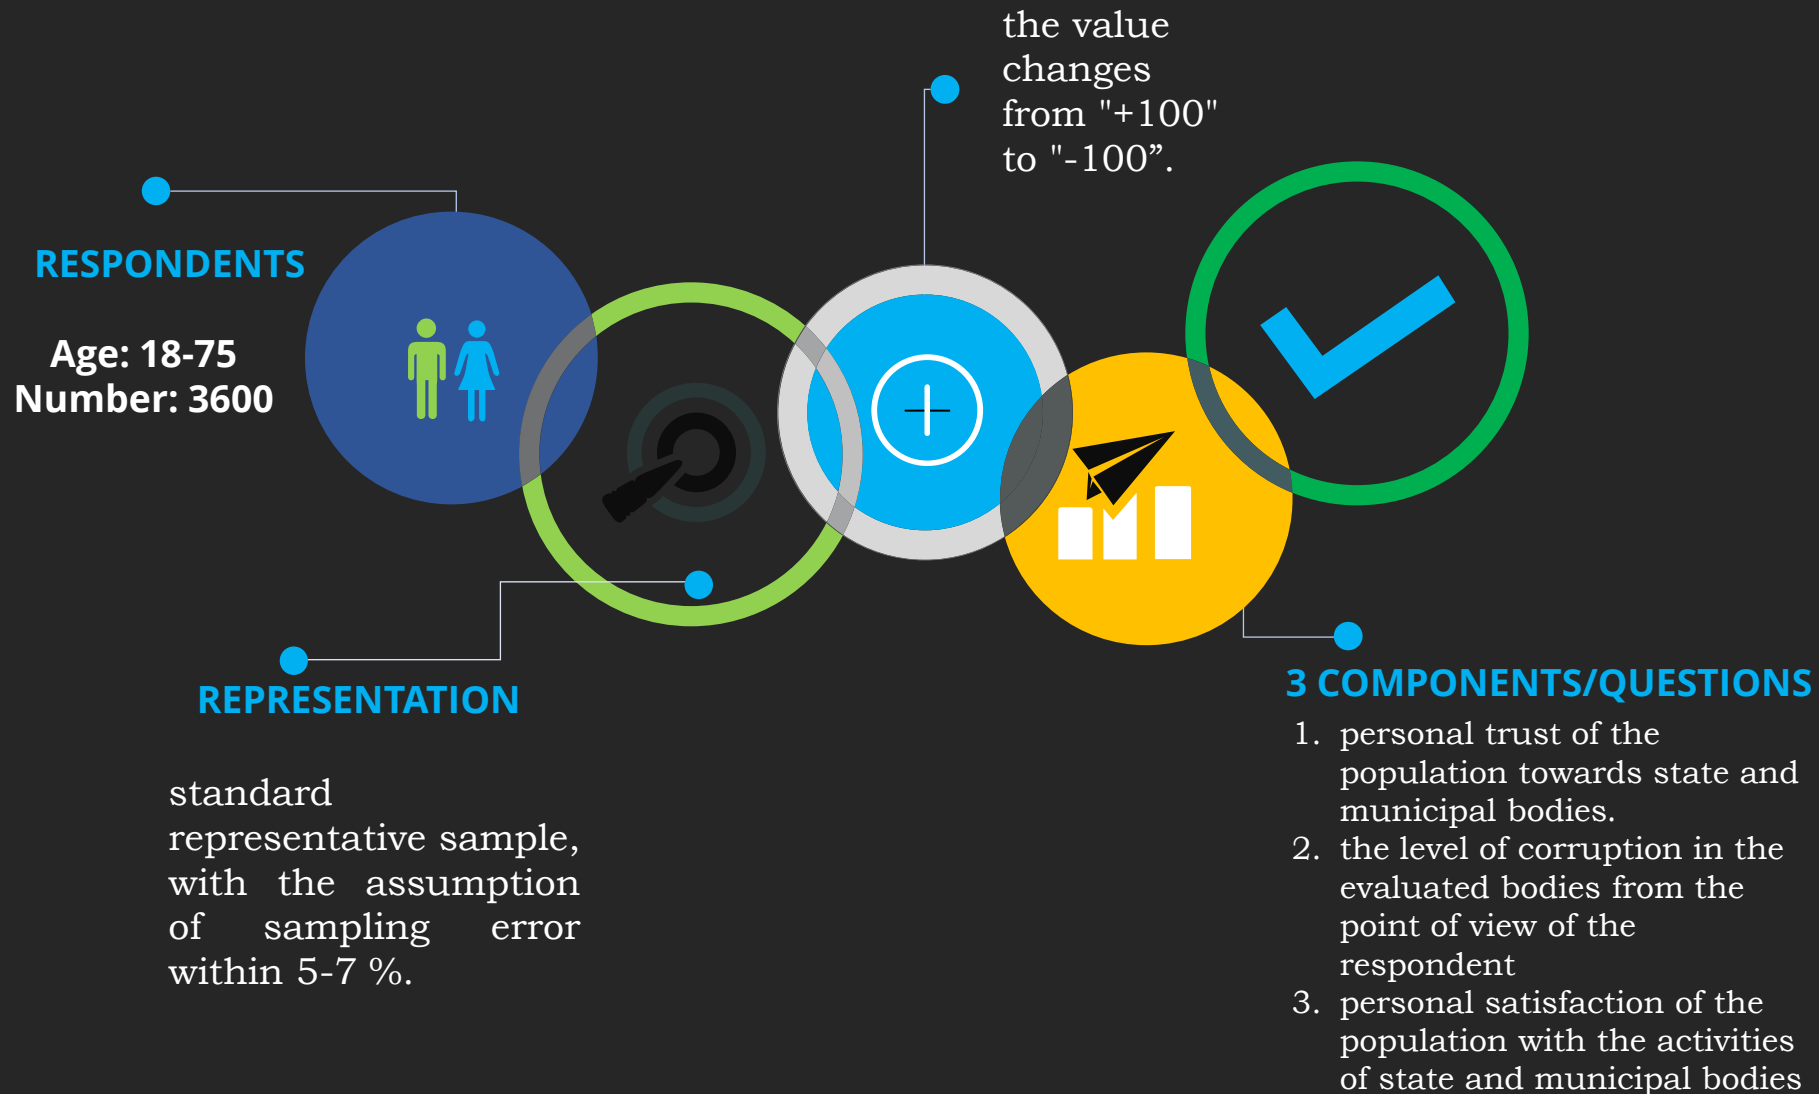 the value
changes
from "+100"
to "-100”.
RESPONDENTS
Age: 18-75
Number: 3600
REPRESENTATION
standard
representative sample,
with the assumption
of sampling error
within 5-7 %.
3 COMPONENTS/QUESTIONS
1. personal trust of the
population towards state and
municipal bodies.
2. the level of corruption in the
evaluated bodies from the
point of view of the
respondent
3. personal satisfaction of the
population with the activities
of state and municipal bodies